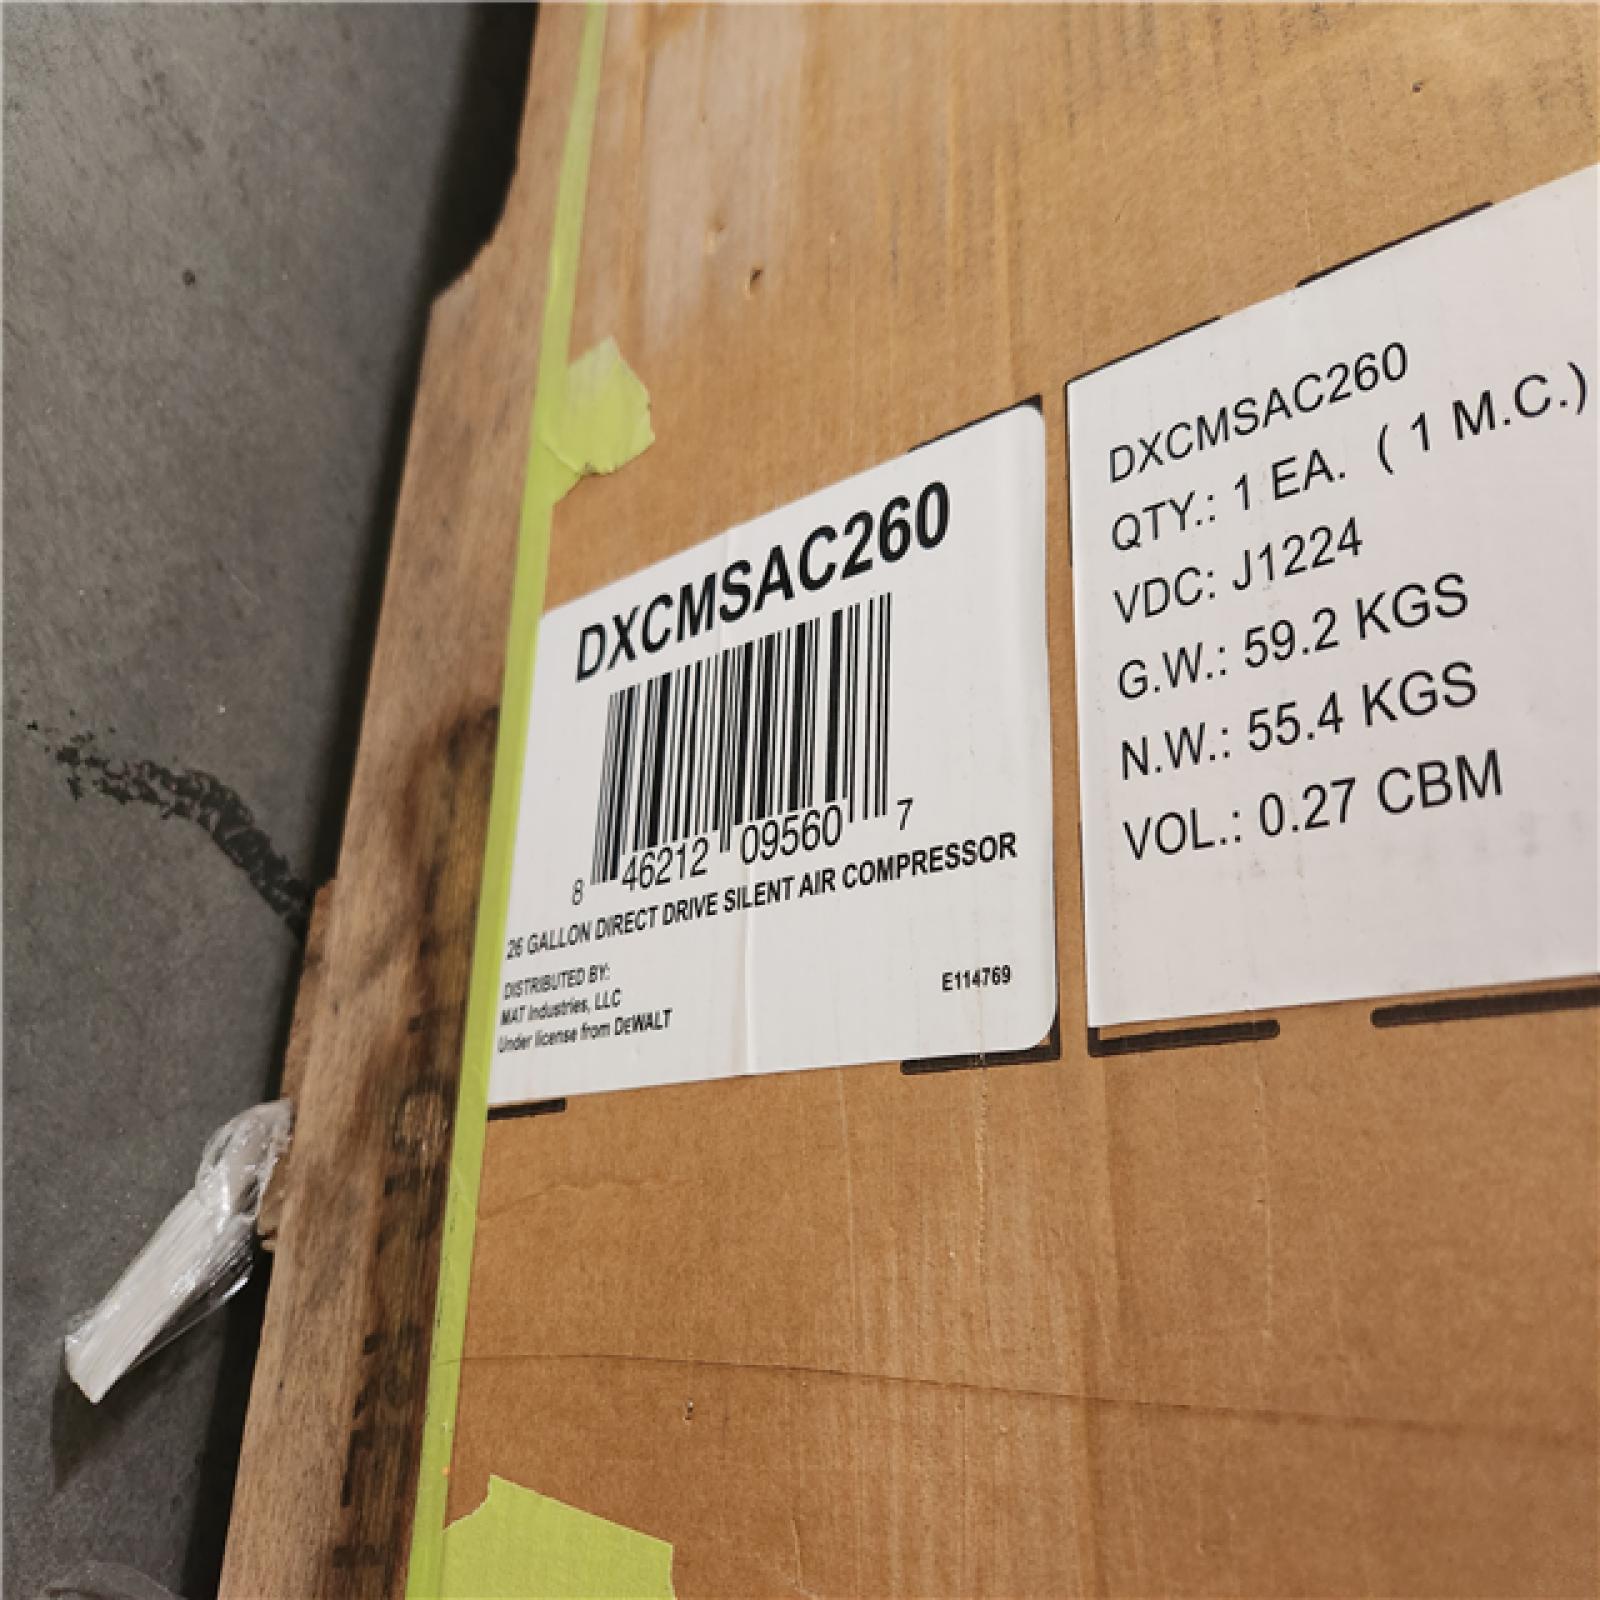 DXCMSAC260
8 46212 09560 7
26 GALLON DIRECT DRIVE SILENT AIR COMPRESSOR
DISTRIBUTED BY:
MAT Industries, LLC
Under license from DEWALT
E114769
DXCMSAC260
QTY.: 1 EA. ( 1 M.C.)
VDC: J1224
G.W.: 59.2 KGS
N.W.: 55.4 KGS
VOL.: 0.27 CBM